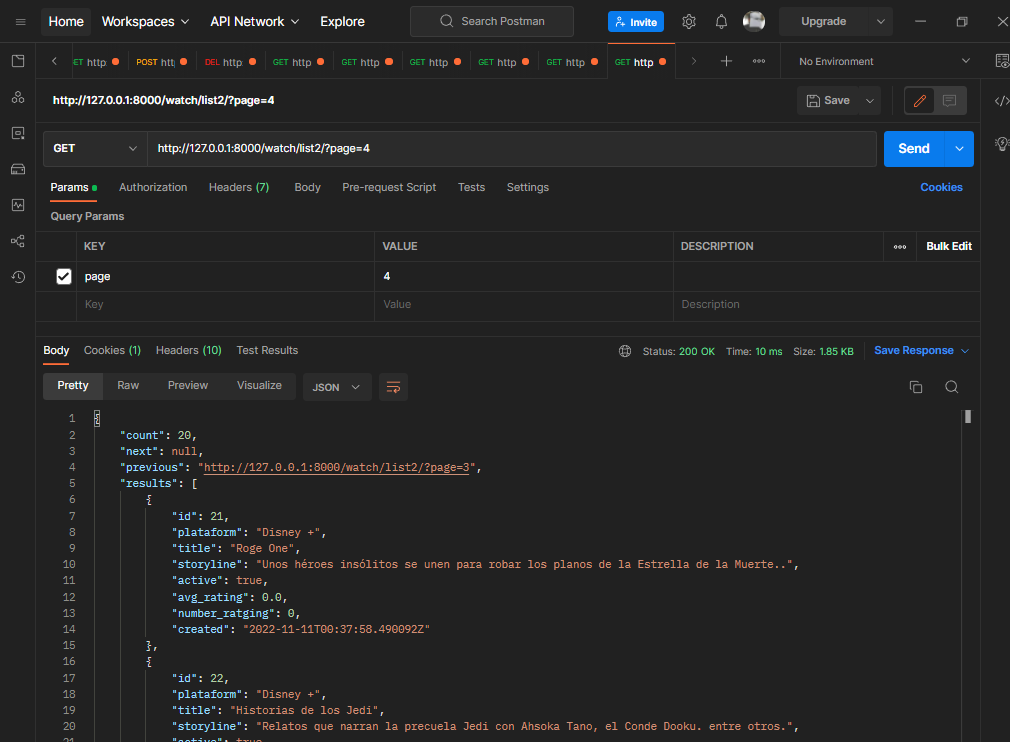 Home Workspaces API Network Explore Search Postman Invite Upgrade
ET http POST htt DEL http GET http GET http GET http GET http GET http GET http No Environment
http://127.0.0.1:8000/watch/list2/?page=4 Save
GET http://127.0.0.1:8000/watch/list2/?page=4 Send
Params Authorization Headers (7) Body Pre-request Script Tests Settings Cookies
Query Params
KEY VALUE DESCRIPTION Bulk Edit
page 4
Key Value Description
Body Cookies (1) Headers (10) Test Results Status: 200 OK Time: 10 ms Size: 1.85 KB Save Response
Pretty Raw Preview Visualize JSON
1 {
2 "count": 20,
3 "next": null,
4 "previous": "http://127.0.0.1:8000/watch/list2/?page=3",
5 "results": [
6 {
7 "id": 21,
8 "plataform": "Disney +",
9 "title": "Roge One",
10 "storyline": "Unos héroes insólitos se unen para robar los planos de la Estrella de la Muerte..",
11 "active": true,
12 "avg_rating": 0.0,
13 "number_ratging": 0,
14 "created": "2022-11-11T00:37:58.490092Z"
15 },
16 {
17 "id": 22,
18 "plataform": "Disney +",
19 "title": "Historias de los Jedi",
20 "storyline": "Relatos que narran la precuela Jedi con Ahsoka Tano, el Conde Dooku. entre otros.",
21 "active": true